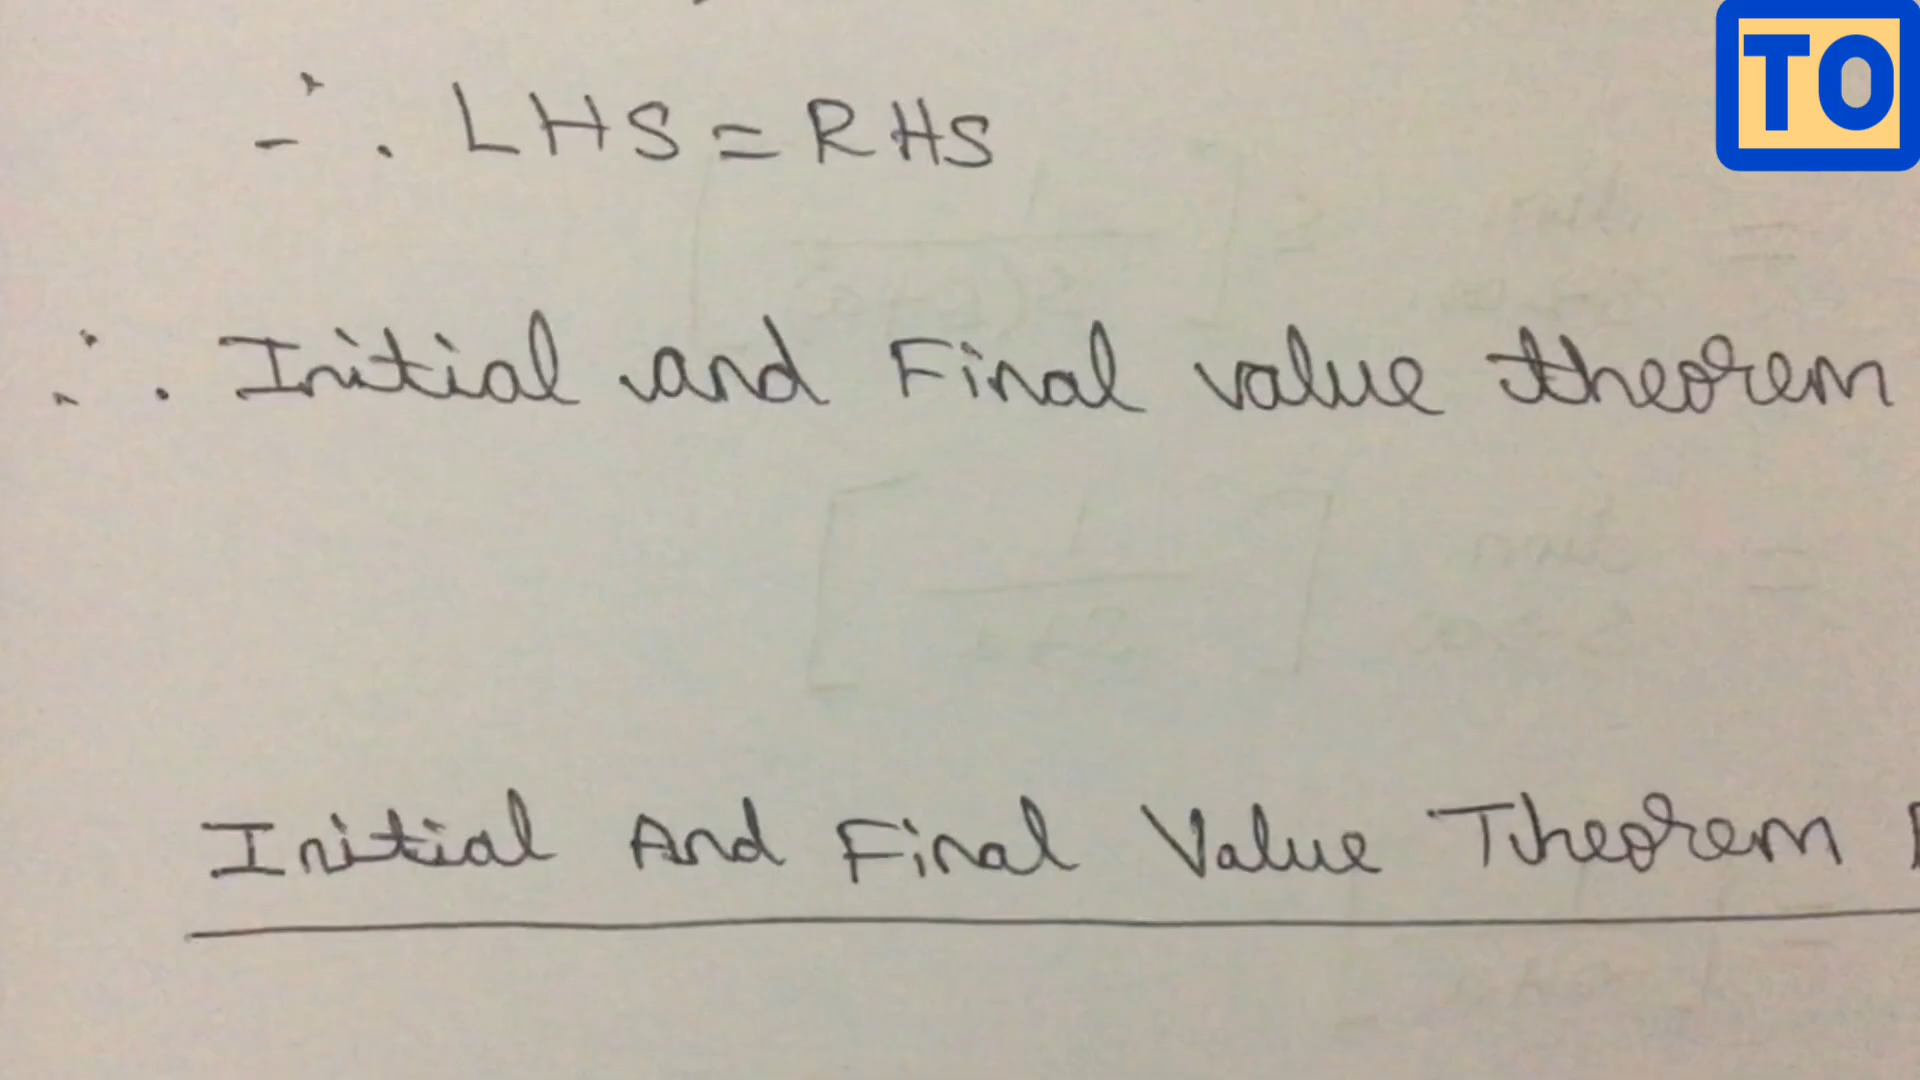 TO
∴ LHS = RHS
∴ Initial and Final value theorem
Initial And Final Value Theorem